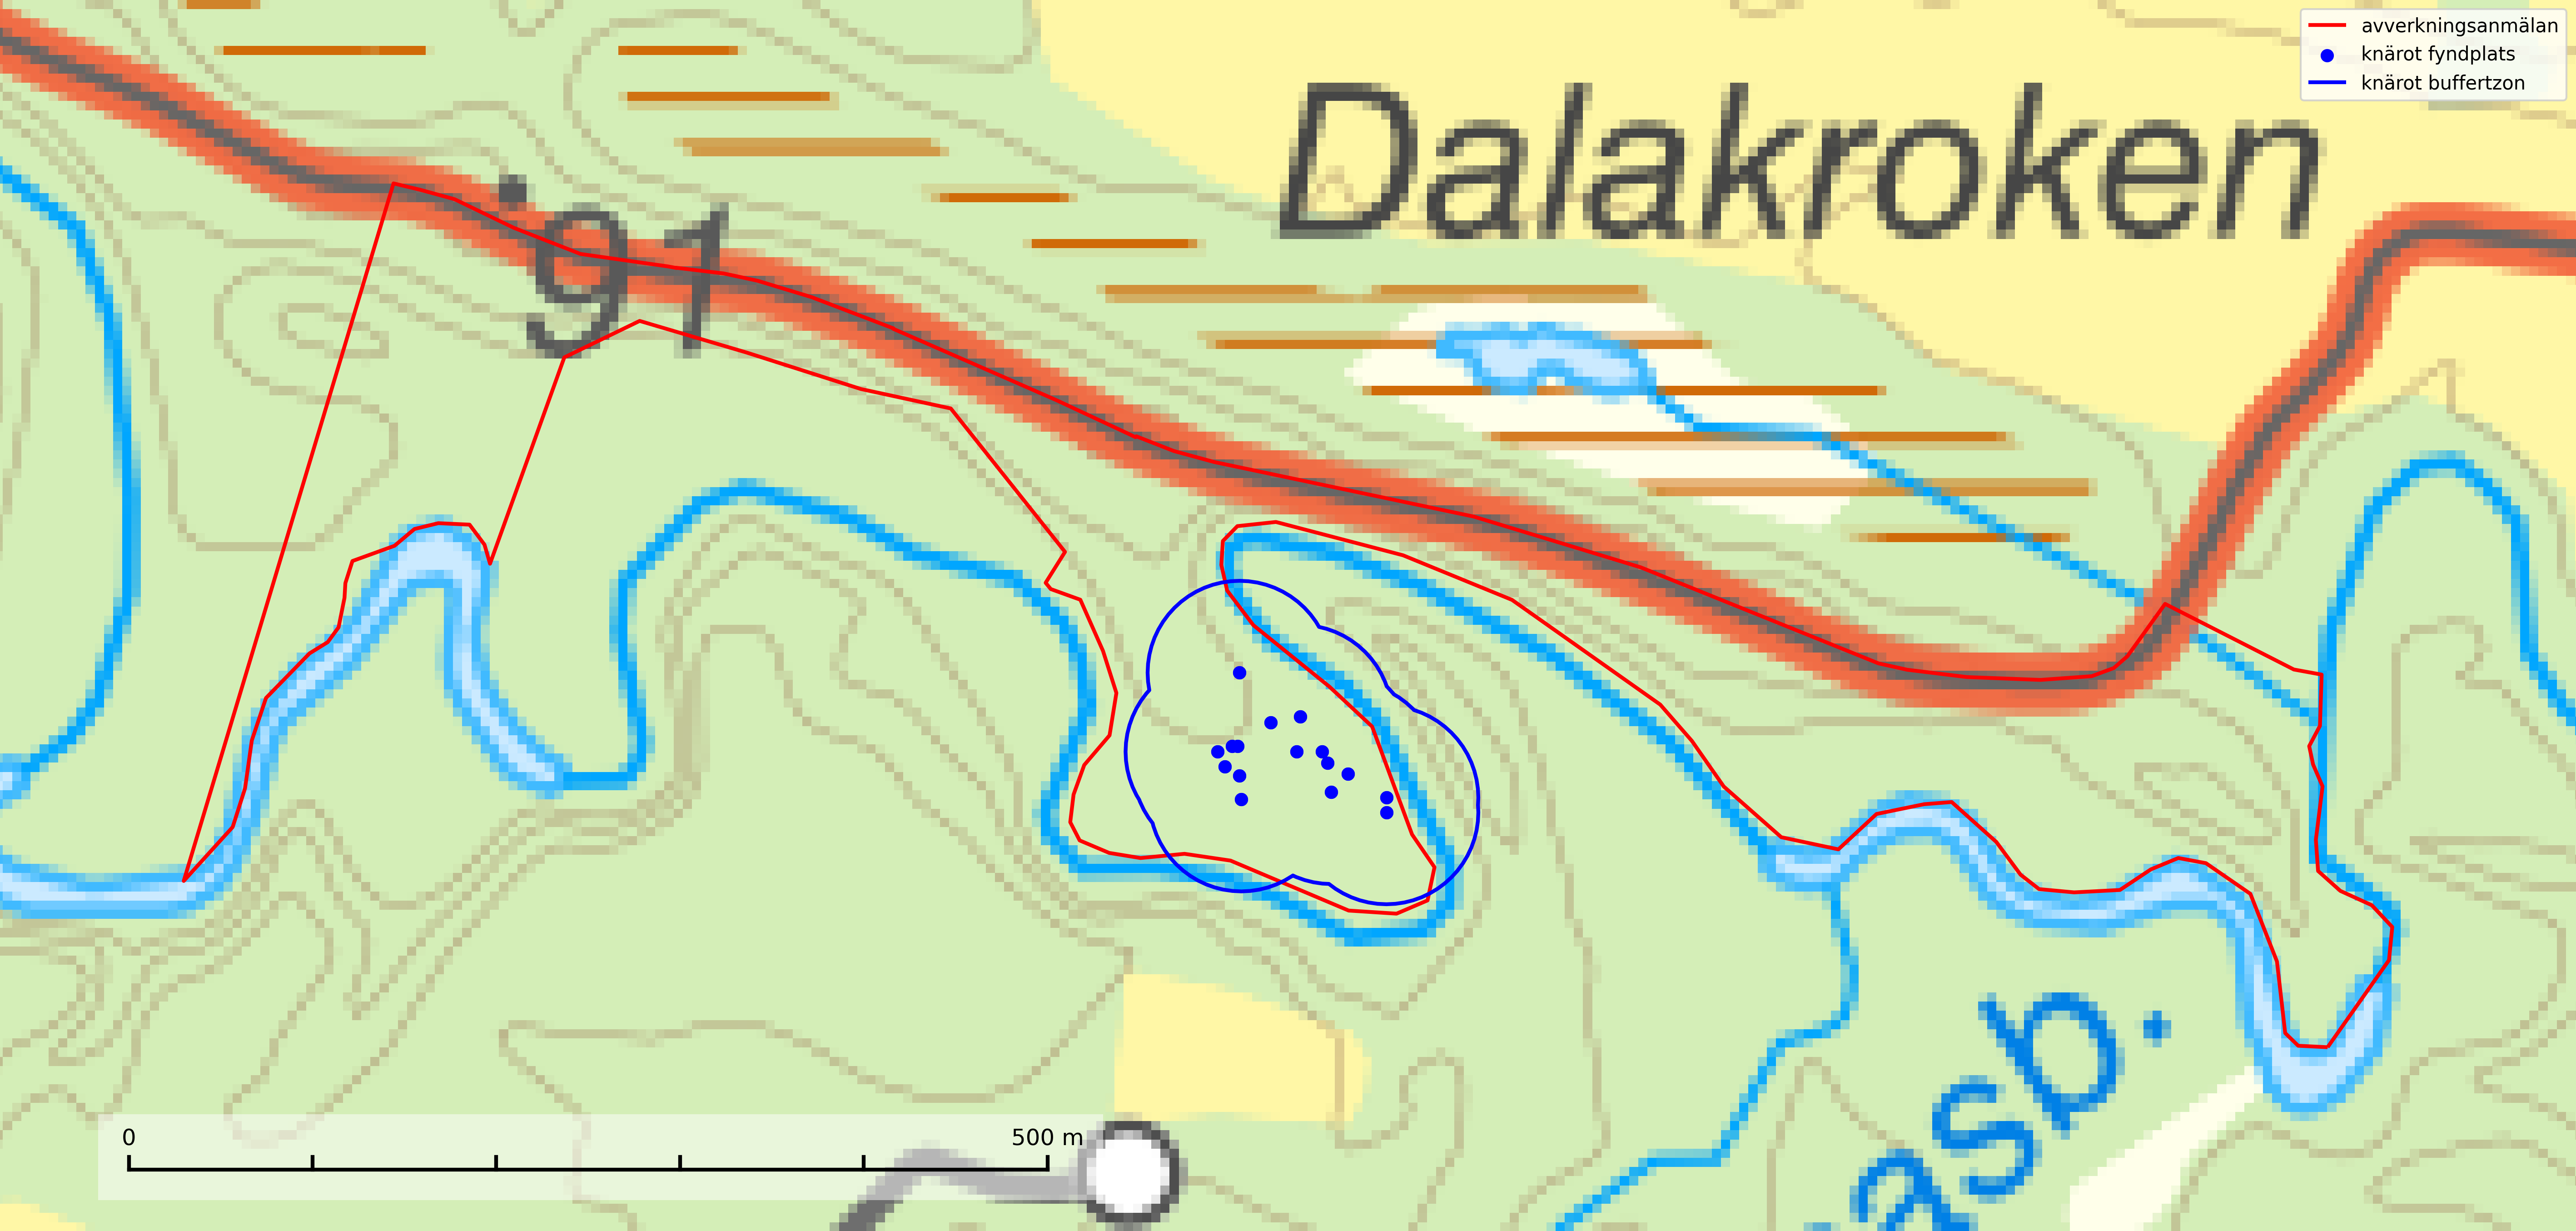 avverkningsanmälan
knärot fyndplats
knärot buffertzon
Dalakroken
91
asb.
0 500 m